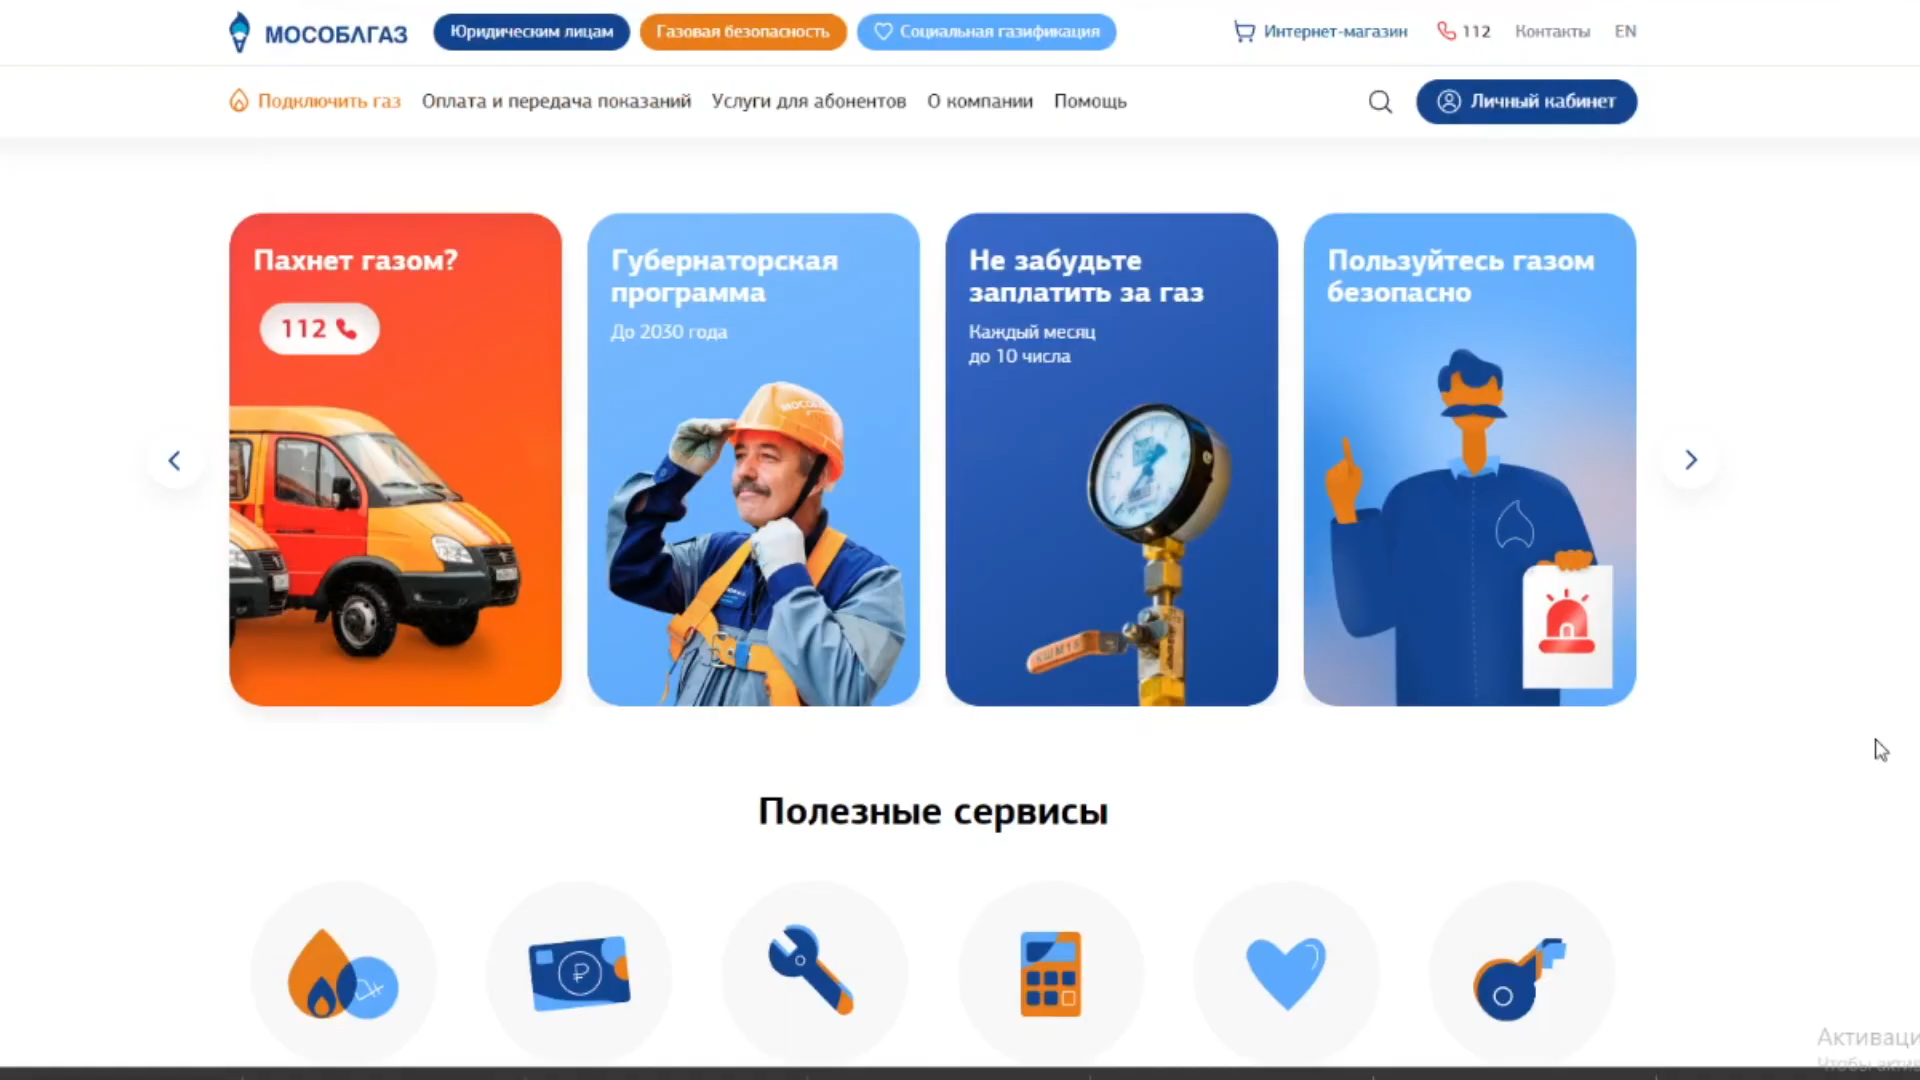 МОСОБЛГАЗ
Юридическим лицам
Газовая безопасность
Социальная газификация
Интернет-магазин
112
Контакты
EN
Подключить газ
Оплата и передача показаний
Услуги для абонентов
О компании
Помощь
Личный кабинет
Пахнет газом?
112
Губернаторская
программа
До 2030 года
Не забудьте
заплатить за газ
Каждый месяц
до 10 числа
Пользуйтесь газом
безопасно
Полезные сервисы
Активаци